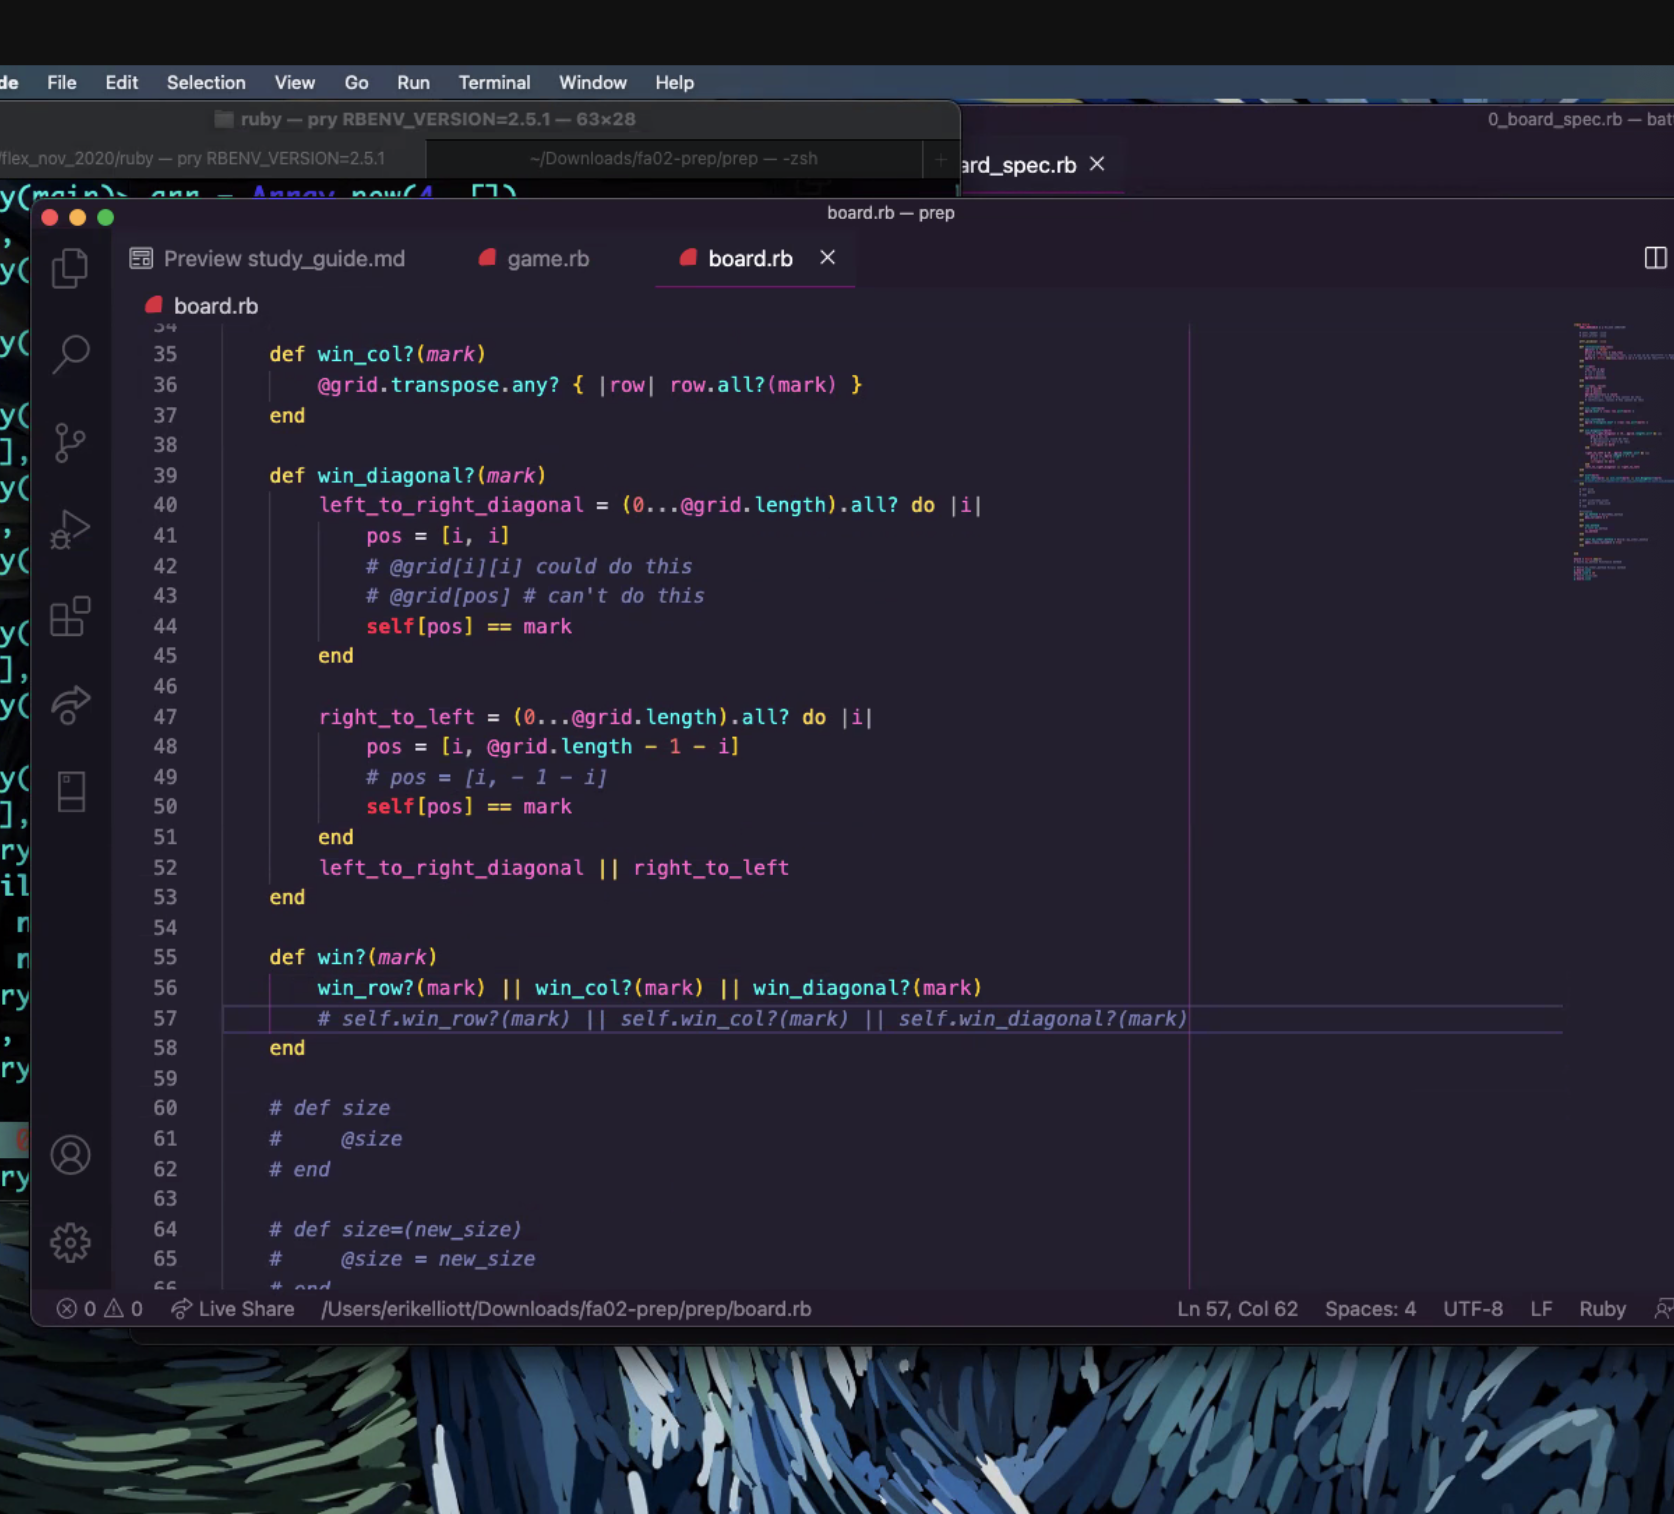 de File Edit Selection View Go Run Terminal Window Help
ruby — pry RBENV_VERSION=2.5.1 — 63×28
0_board_spec.rb — bat
/flex_nov_2020/ruby — pry RBENV_VERSION=2.5.1
~/Downloads/fa02-prep/prep — -zsh
+
ard_spec.rb ×
y(main)> arr = Array.new(4, [])
board.rb — prep
Preview study_guide.md
game.rb
board.rb ×
board.rb
34
35 def win_col?(mark)
36 @grid.transpose.any? { |row| row.all?(mark) }
37 end
38
39 def win_diagonal?(mark)
40 left_to_right_diagonal = (0...@grid.length).all? do |i|
41 pos = [i, i]
42 # @grid[i][i] could do this
43 # @grid[pos] # can't do this
44 self[pos] == mark
45 end
46
47 right_to_left = (0...@grid.length).all? do |i|
48 pos = [i, @grid.length - 1 - i]
49 # pos = [i, - 1 - i]
50 self[pos] == mark
51 end
52 left_to_right_diagonal || right_to_left
53 end
54
55 def win?(mark)
56 win_row?(mark) || win_col?(mark) || win_diagonal?(mark)
57 # self.win_row?(mark) || self.win_col?(mark) || self.win_diagonal?(mark)
58 end
59
60 # def size
61 # @size
62 # end
63
64 # def size=(new_size)
65 # @size = new_size
66 # end
0 0 Live Share /Users/erikelliott/Downloads/fa02-prep/prep/board.rb Ln 57, Col 62 Spaces: 4 UTF-8 LF Ruby